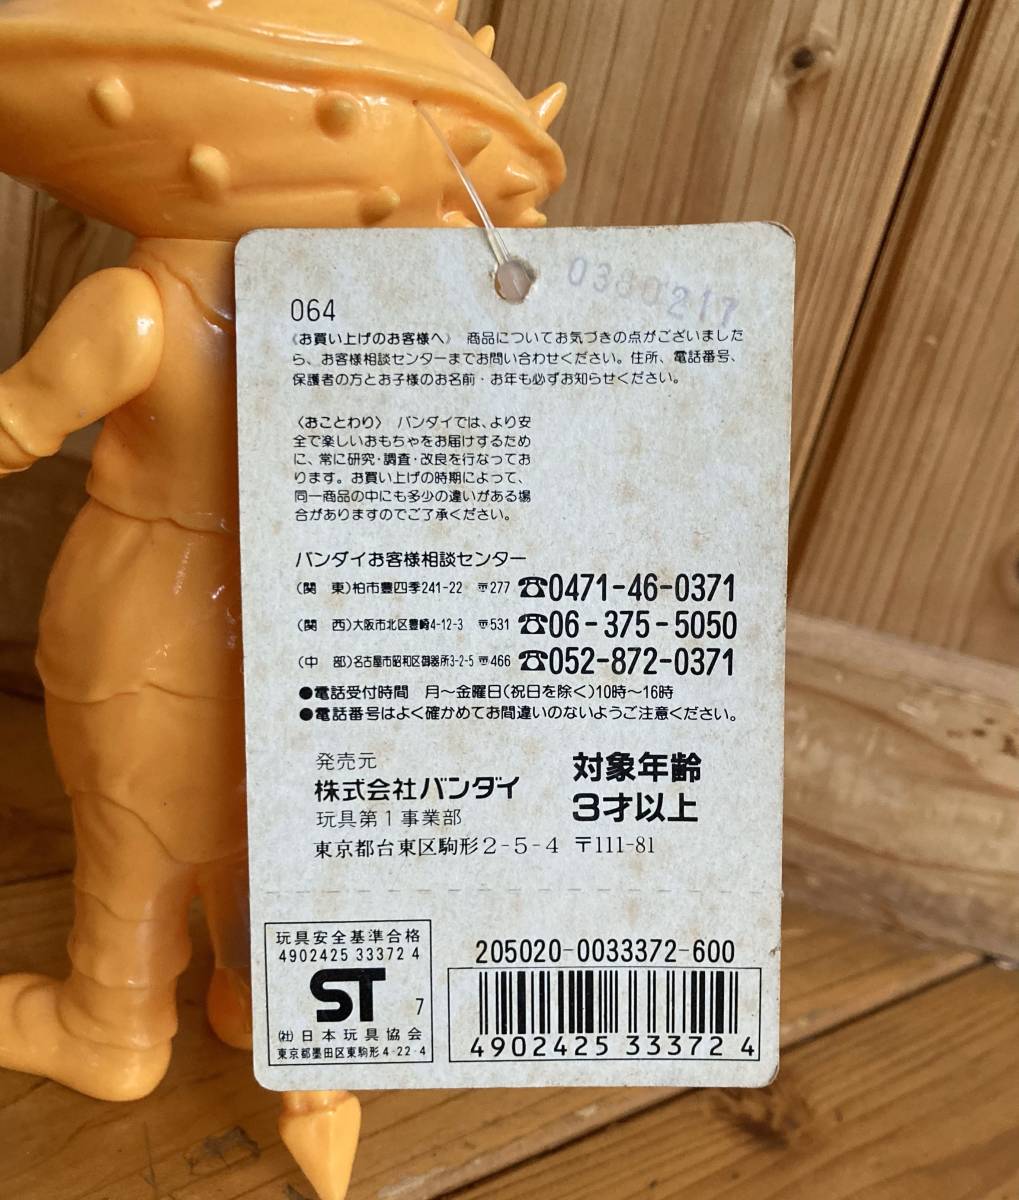 0380217
064
《お買い上げのお客様へ》 商品についてお気づきの点がございました
ら、お客様相談センターまでお問い合わせください。住所、電話番号、
保護者の方とお子様のお名前・お年も必ずお知らせください。
〈おことわり〉 バンダイでは、より安
全で楽しいおもちゃをお届けするため
に、常に研究・調査・改良を行なってお
ります。お買い上げの時期によって、
同一商品の中にも多少の違いがある場
合がありますのでご了承ください。
バンダイお客様相談センター
(関 東)柏市豊四季241-22 〒277 ☎0471-46-0371
(関 西)大阪市北区豊崎4-12-3 〒531 ☎06-375-5050
(中 部)名古屋市昭和区御器所3-2-5 〒466 ☎052-872-0371
●電話受付時間 月〜金曜日(祝日を除く)10時〜16時
●電話番号はよく確かめてお間違いのないようご注意ください。
発売元
株式会社バンダイ
玩具第1事業部
東京都台東区駒形2-5-4 〒111-81
対象年齢
3才以上
玩具安全基準合格
4902425 33372 4
ST 7
(社)日本玩具協会
東京都墨田区東駒形4-22-4
205020-0033372-600
4902425 33372 4